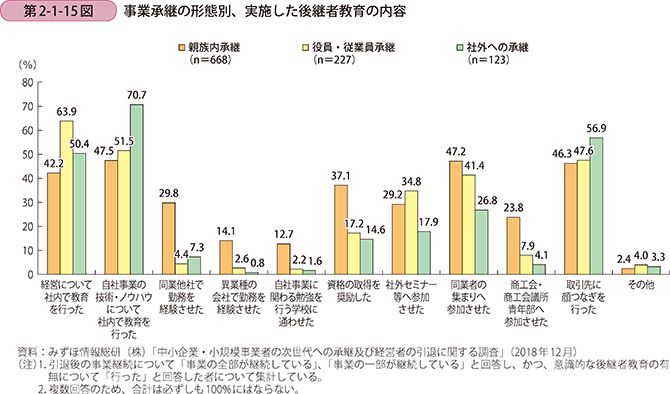 第2-1-15図 事業承継の形態別、実施した後継者教育の内容
親族内承継 役員・従業員承継 社外への承継
(n=668) (n=227) (n=123)
(%)
80
70
60
50
40
30
20
10
0
42.2 63.9 50.4
47.5 51.5 70.7
29.8 4.4 7.3
14.1 2.6 0.8
12.7 2.2 1.6
37.1 17.2 14.6
29.2 34.8 17.9
47.2 41.4 26.8
23.8 7.9 4.1
46.3 47.6 56.9
2.4 4.0 3.3
経営について
社内で教育
を行った
自社事業の
技術・ノウハウ
について
社内で教育を
行った
同業他社で
勤務を
経験させた
異業種の
会社で勤務を
経験させた
自社事業に
関わる勉強を
行う学校に
通わせた
資格の取得を
奨励した
社外セミナー
等へ参加
させた
同業者の
集まりへ
参加させた
商工会・
商工会議所
青年部へ
参加させた
取引先に
顔つなぎを
行った
その他
資料：みずほ情報総研（株）「中小企業・小規模事業者の次世代への承継及び経営者の引退に関する調査」（2018年12月）
（注）1. 引退後の事業継続について「事業の全部が継続している」、「事業の一部が継続している」と回答し、かつ、意識的な後継者教育の有
無について「行った」と回答した者について集計している。
2. 複数回答のため、合計は必ずしも100%にはならない。